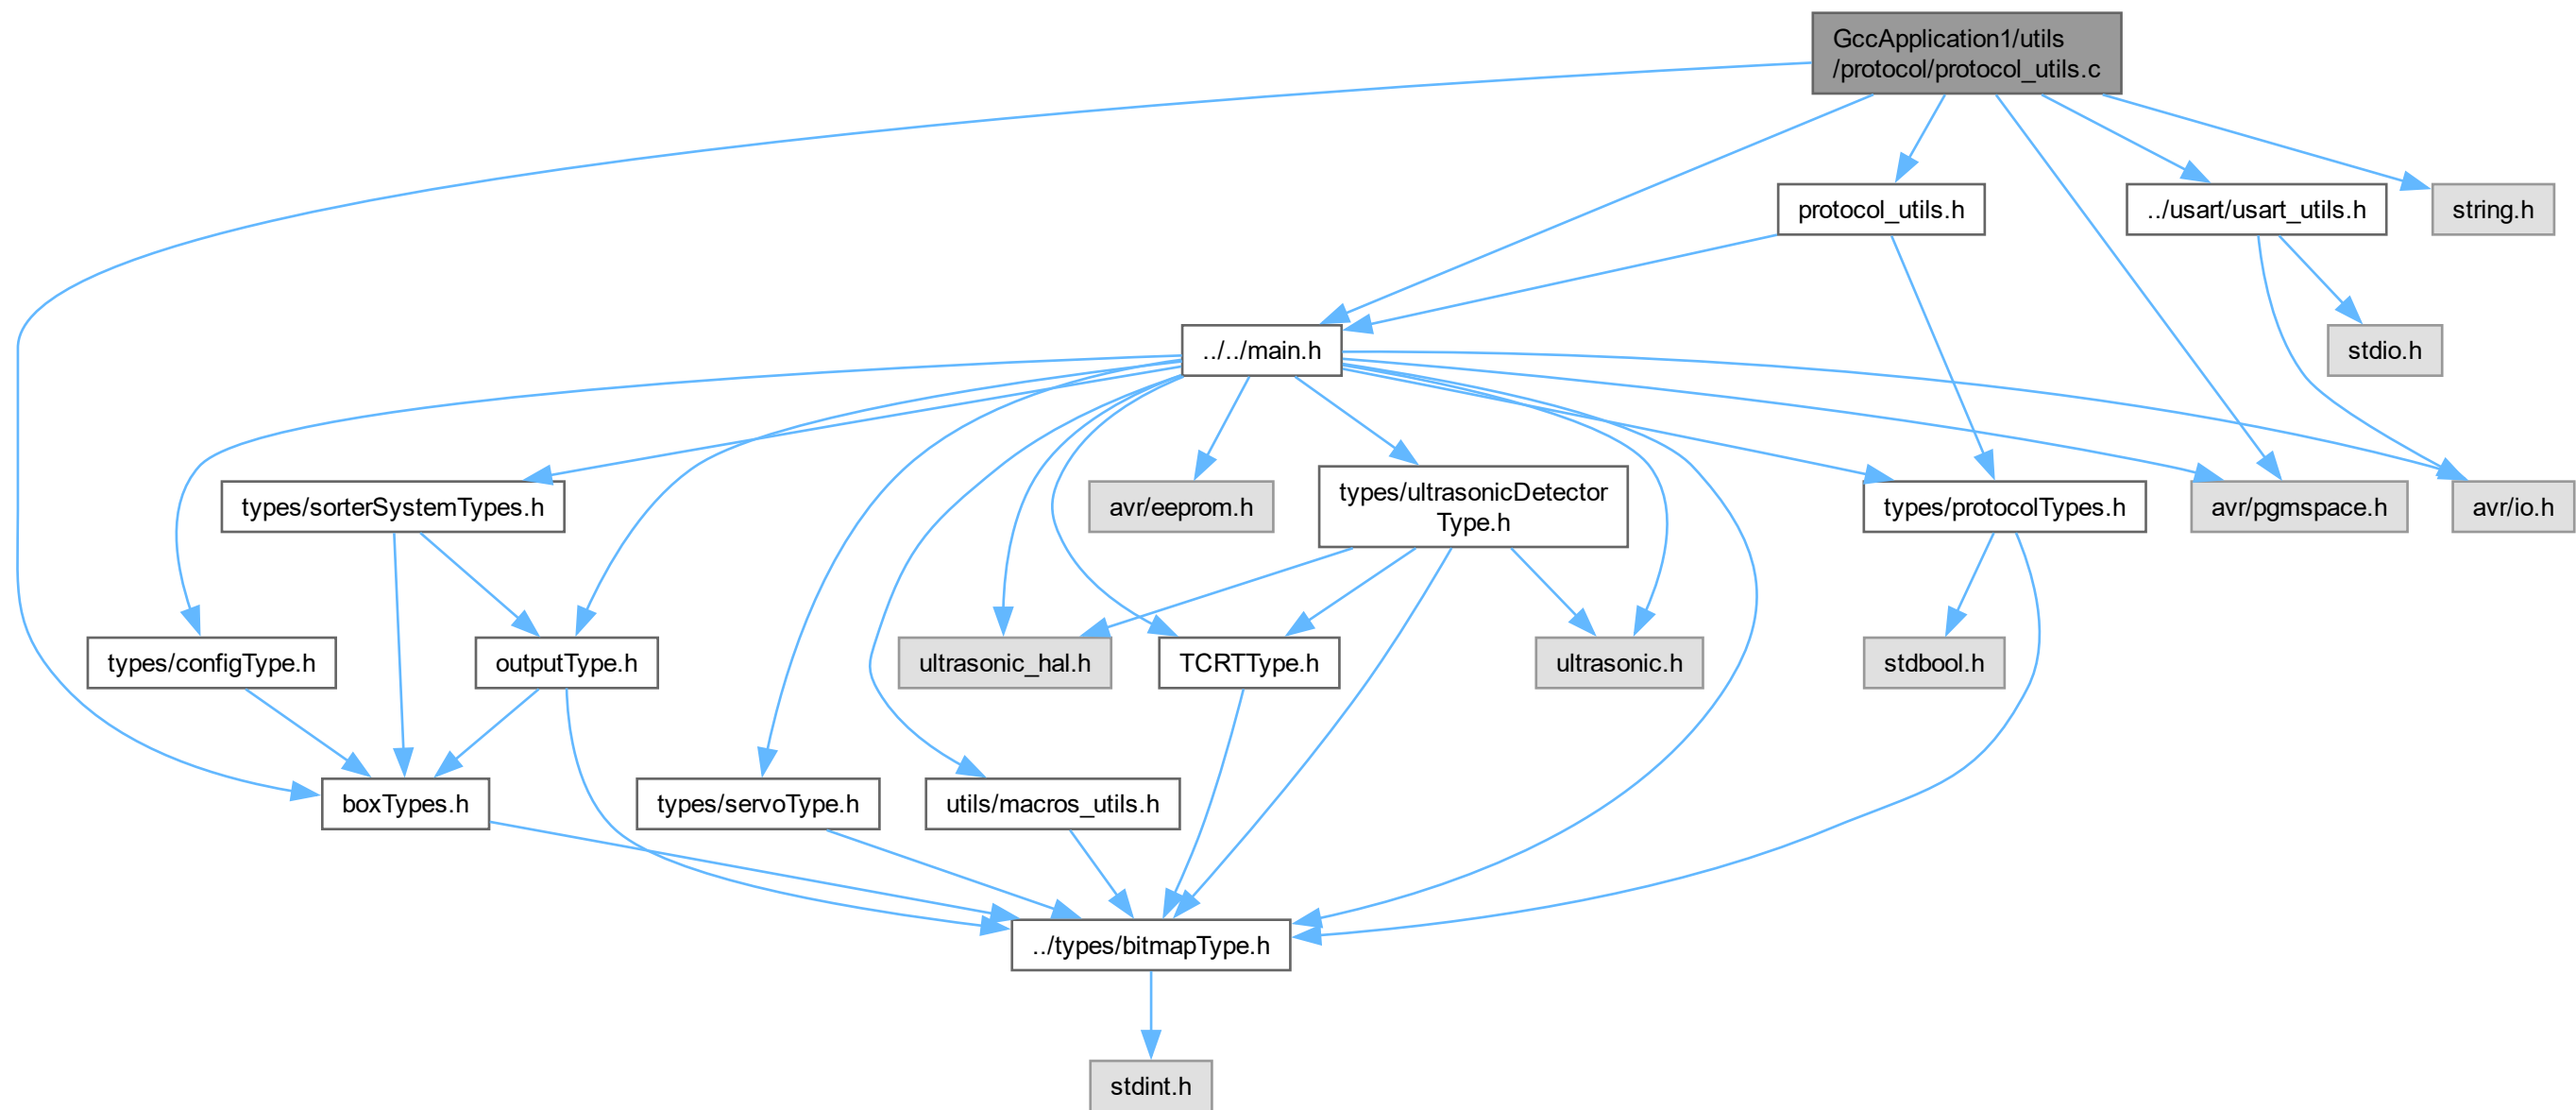 GccApplication1/utils
/protocol/protocol_utils.c
protocol_utils.h
../usart/usart_utils.h
string.h
../../main.h
stdio.h
types/sorterSystemTypes.h
avr/eeprom.h
types/ultrasonicDetector
Type.h
types/protocolTypes.h
avr/pgmspace.h
avr/io.h
types/configType.h
outputType.h
ultrasonic_hal.h
TCRTType.h
ultrasonic.h
stdbool.h
boxTypes.h
types/servoType.h
utils/macros_utils.h
../types/bitmapType.h
stdint.h